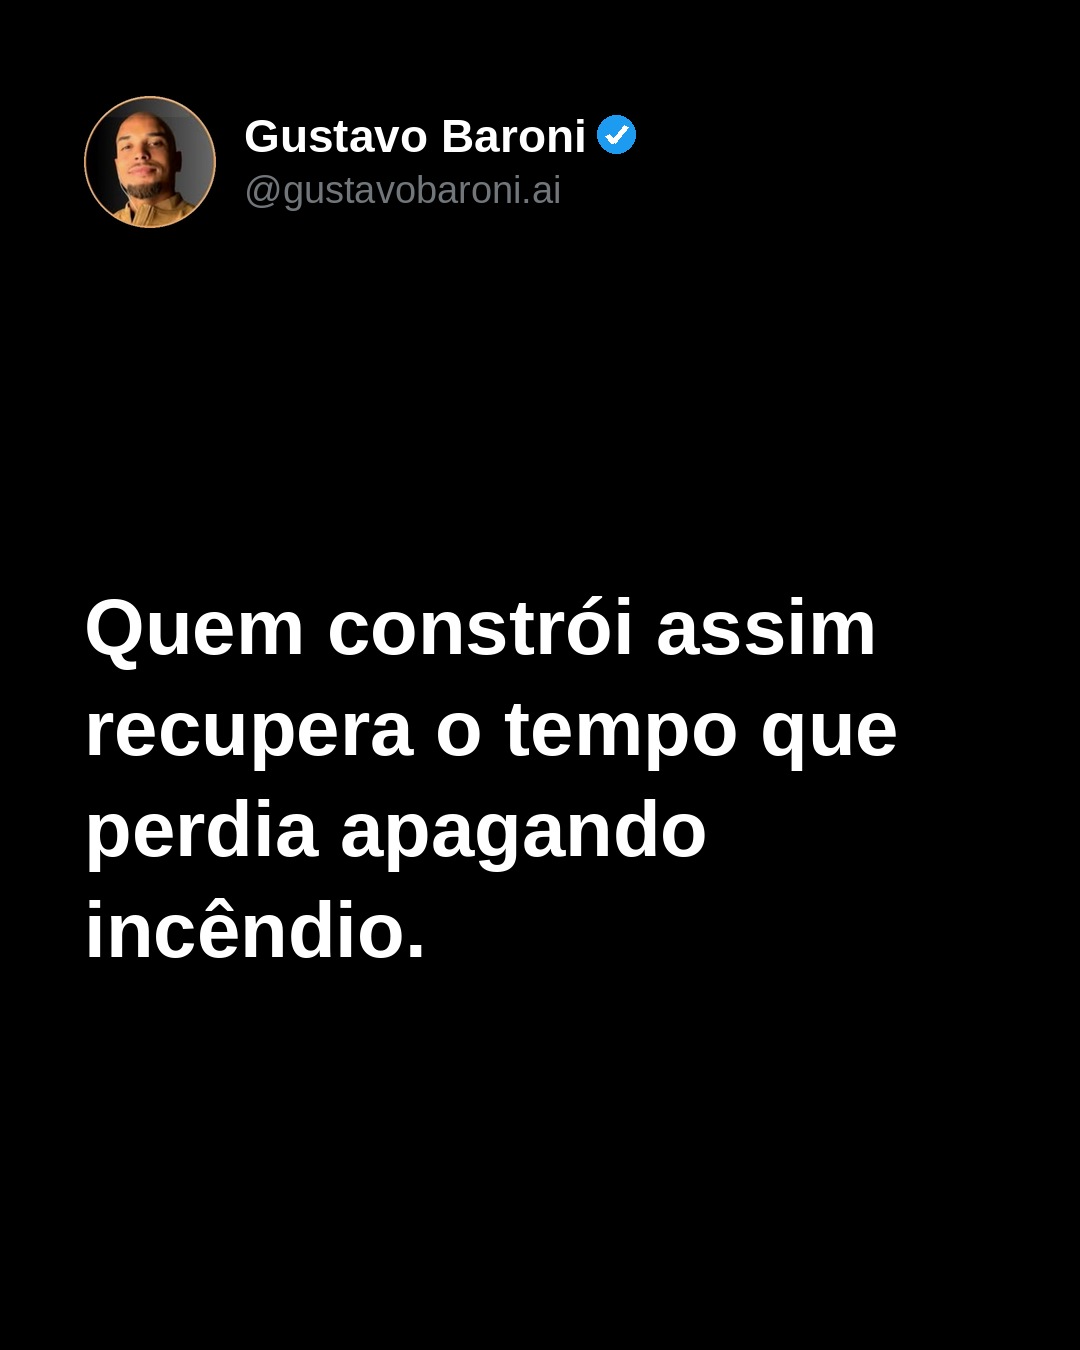 Gustavo Baroni
@gustavobaroni.ai
Quem constrói assim
recupera o tempo que
perdia apagando
incêndio.